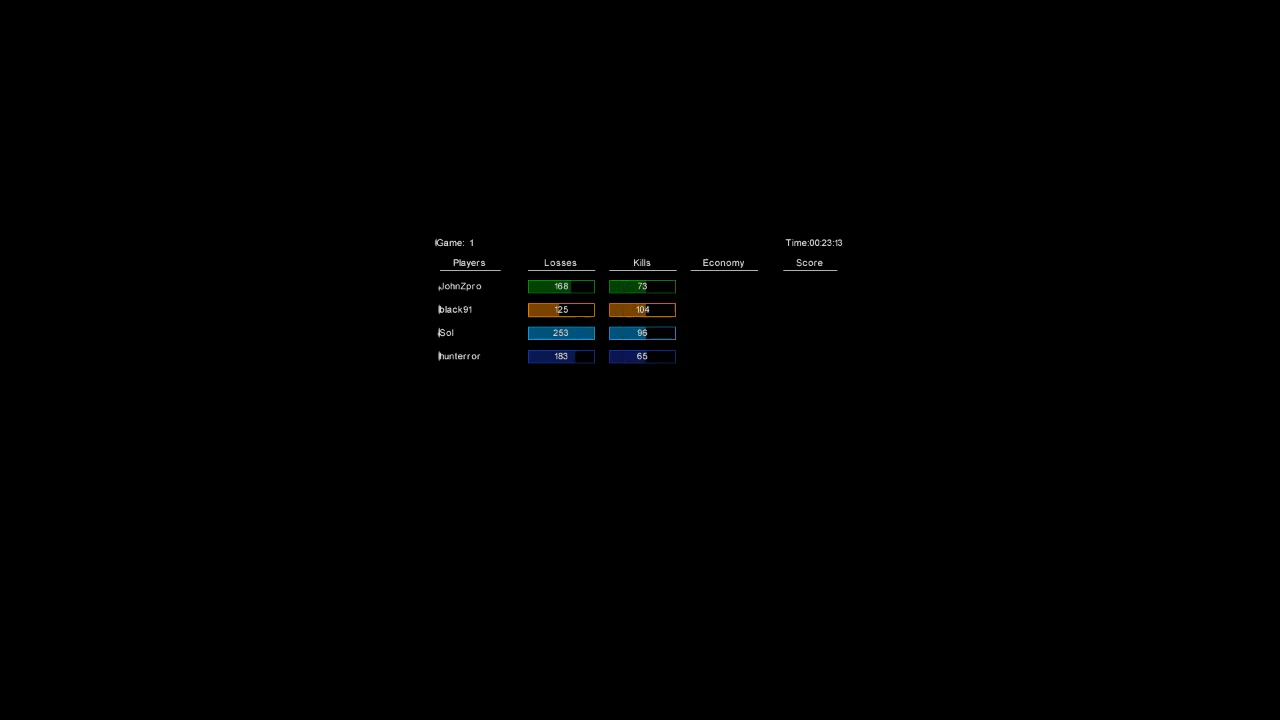 Game: 1 Time:00:23:13
Players Losses Kills Economy Score
JohnZpro 168 73
black91 125 104
Sol 253 96
hunterror 183 65